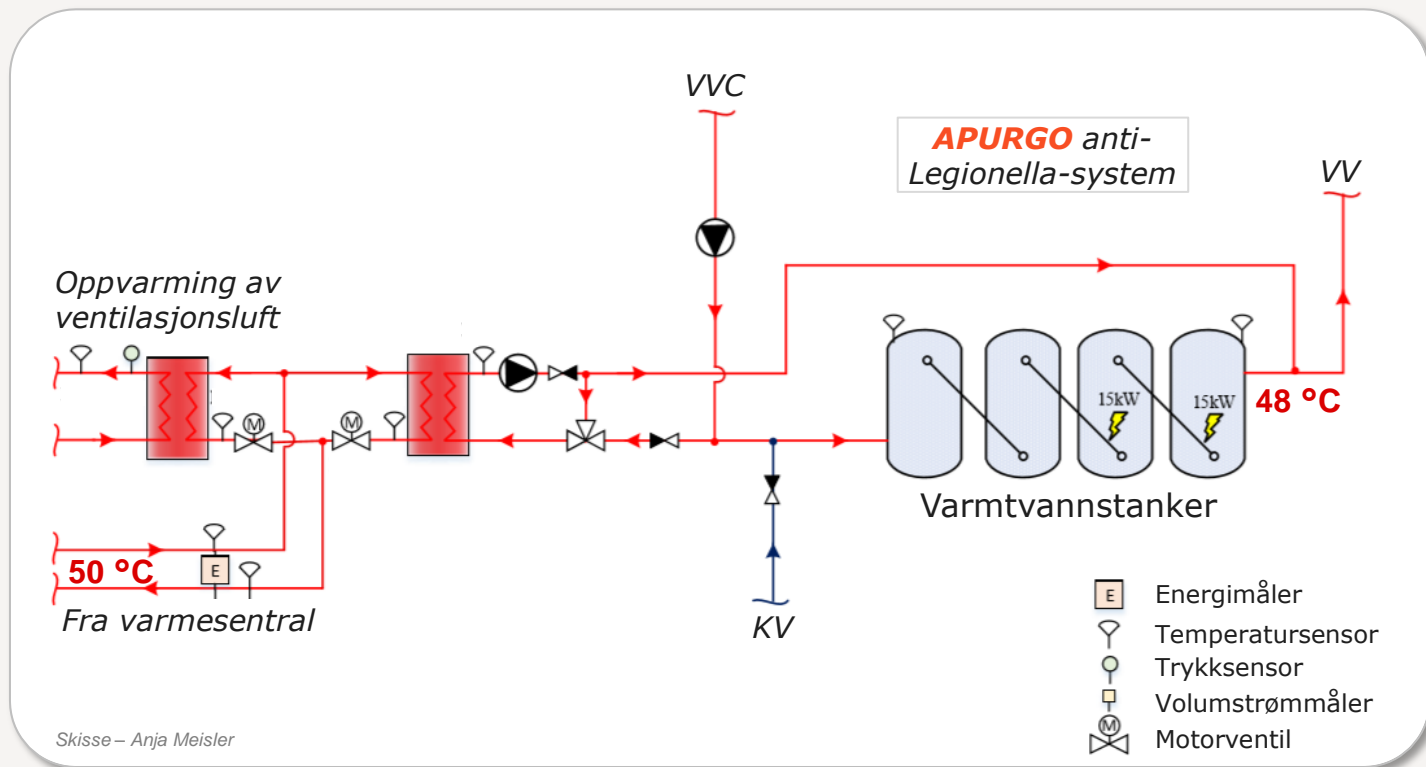 VVC
APURGO anti-
Legionella-system
VV
Oppvarming av
ventilasjonsluft
M
M
15kW
15kW
48 °C
Varmtvannstanker
50 °C
E
Fra varmesentral
KV
E Energimåler
Temperatursensor
Trykksensor
Volumstrømmåler
M Motorventil
Skisse – Anja Meisler